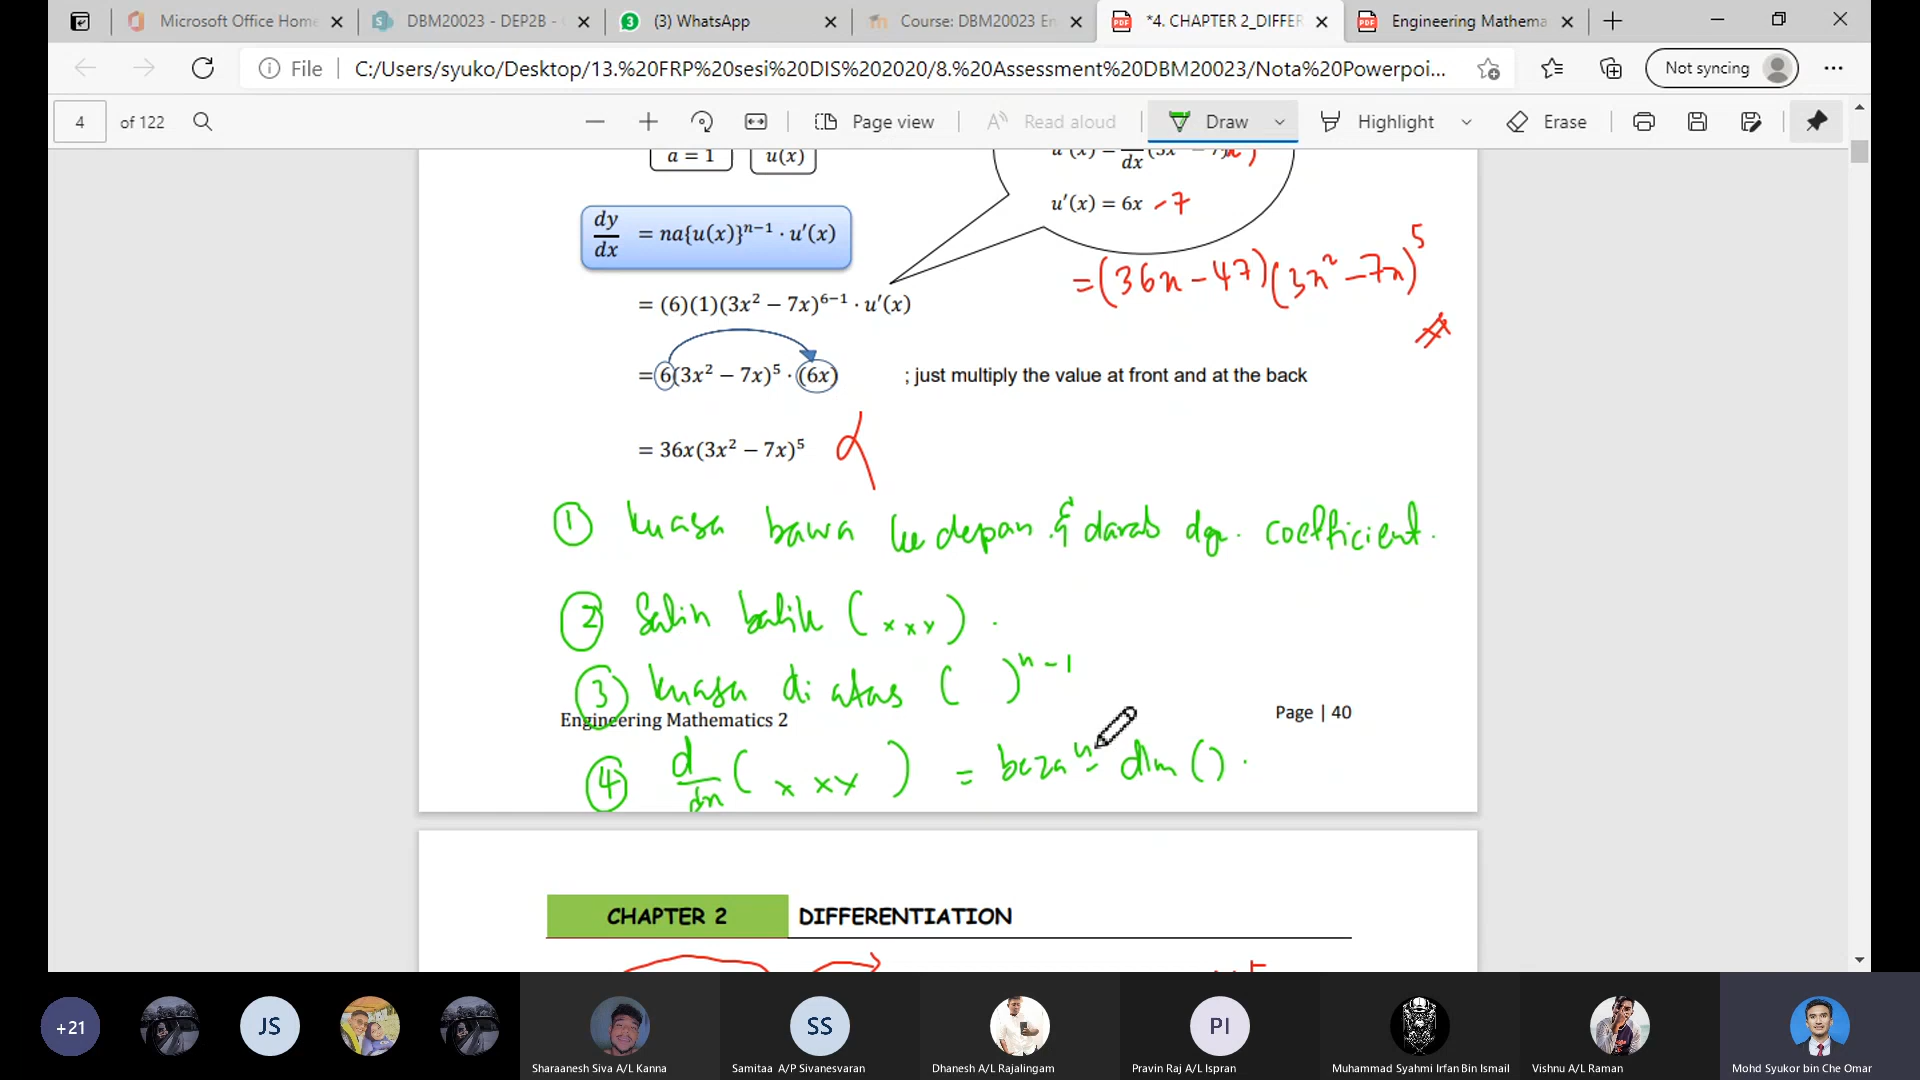 Microsoft Office Home
DBM20023 - DEP2B -
(3) WhatsApp
Course: DBM20023 En
*4. CHAPTER 2_DIFFER
Engineering Mathema
File
C:/Users/syuko/Desktop/13.%20FRP%20sesi%20DIS%202020/8.%20Assessment%20DBM20023/Nota%20Powerpoi...
Not syncing
4 of 122
Page view
Read aloud
Draw
Highlight
Erase
a = 1
u(x)
dx
u'(x) = 6x - 7
dy/dx = na{u(x)}ⁿ⁻¹ · u'(x)
= (36x - 47)(3x² - 7x)⁵
#
= (6)(1)(3x² − 7x)⁶⁻¹ · u'(x)
= 6(3x² − 7x)⁵ · (6x) ; just multiply the value at front and at the back
= 36x(3x² − 7x)⁵
① kuasa bawa ke depan & darab dgn. coefficient.
② Salin balik (xxx).
③ kuasa di atas ( )ⁿ⁻¹
Engineering Mathematics 2
Page | 40
④ d/dx (x xx) = beza dlm ().
CHAPTER 2 DIFFERENTIATION
+21
JS
SS
PI
Sharaanesh Siva A/L Kanna
Samitaa A/P Sivanesvaran
Dhanesh A/L Rajalingam
Pravin Raj A/L Ispran
Muhammad Syahmi Irfan Bin Ismail
Vishnu A/L Raman
Mohd Syukor bin Che Omar